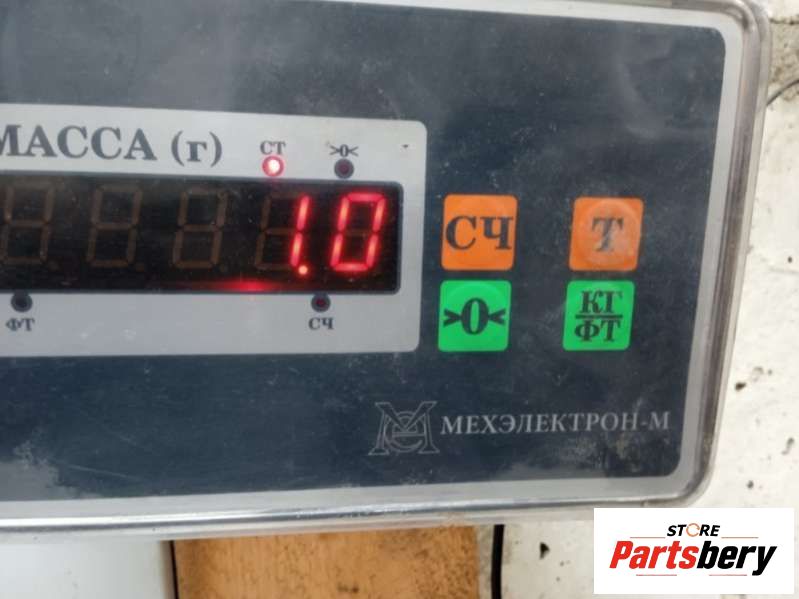 МАССА (г)
СТ >0<
1.0
ФТ СЧ
СЧ Т
>0< КГ
ФТ
МЕХЭЛЕКТРОН-М
STORE
Partsbery